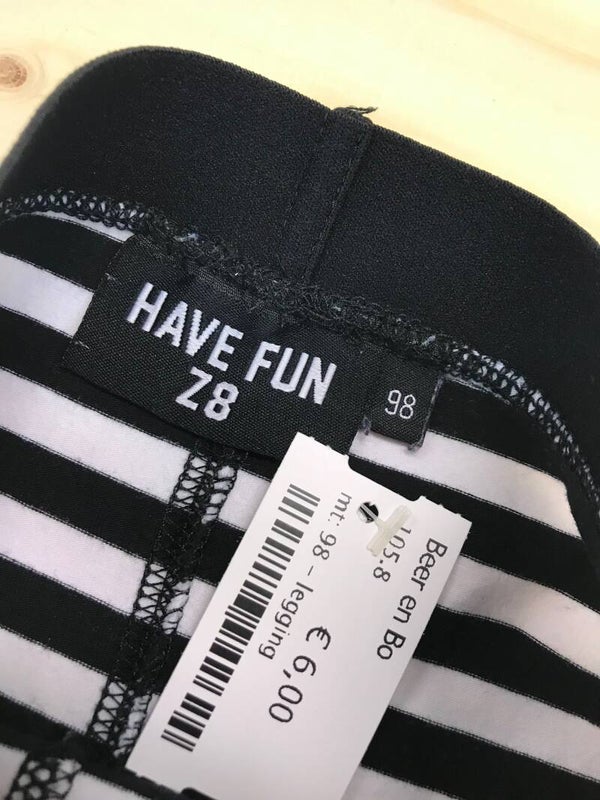 HAVE FUN
Z8
98
Beer en Bo
105.8
€ 6,00
mt: 98 - legging